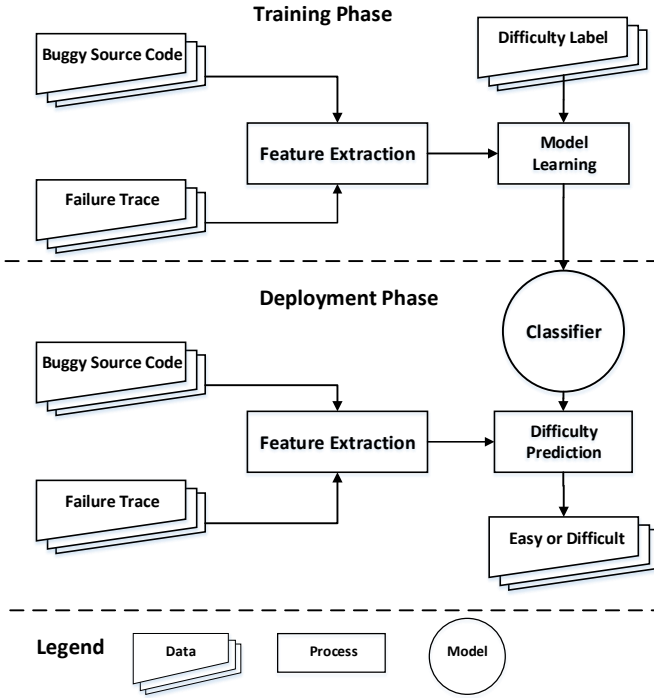 Training Phase
Buggy Source Code
Difficulty Label
Feature Extraction
Model
Learning
Failure Trace
Deployment Phase
Classifier
Buggy Source Code
Feature Extraction
Difficulty
Prediction
Failure Trace
Easy or Difficult
Legend
Data
Process
Model